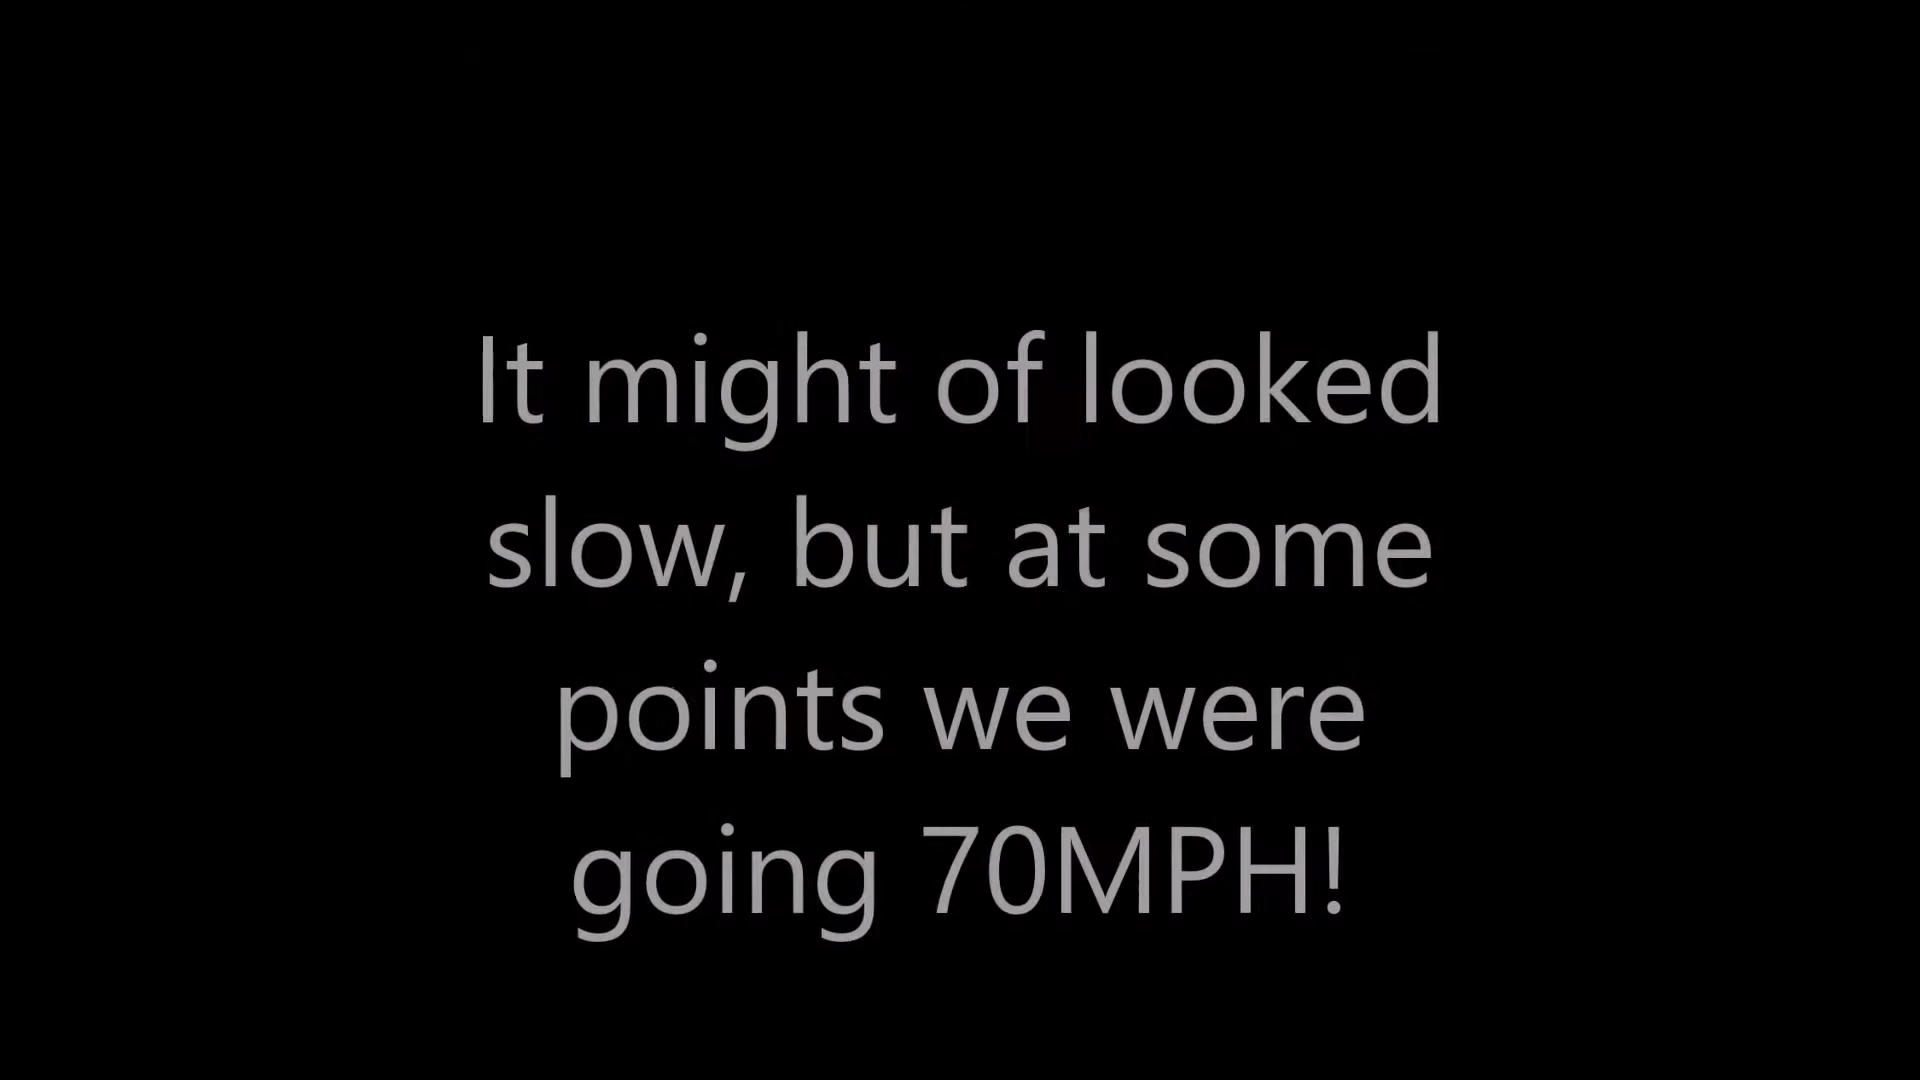 It might of looked
slow, but at some
points we were
going 70MPH!